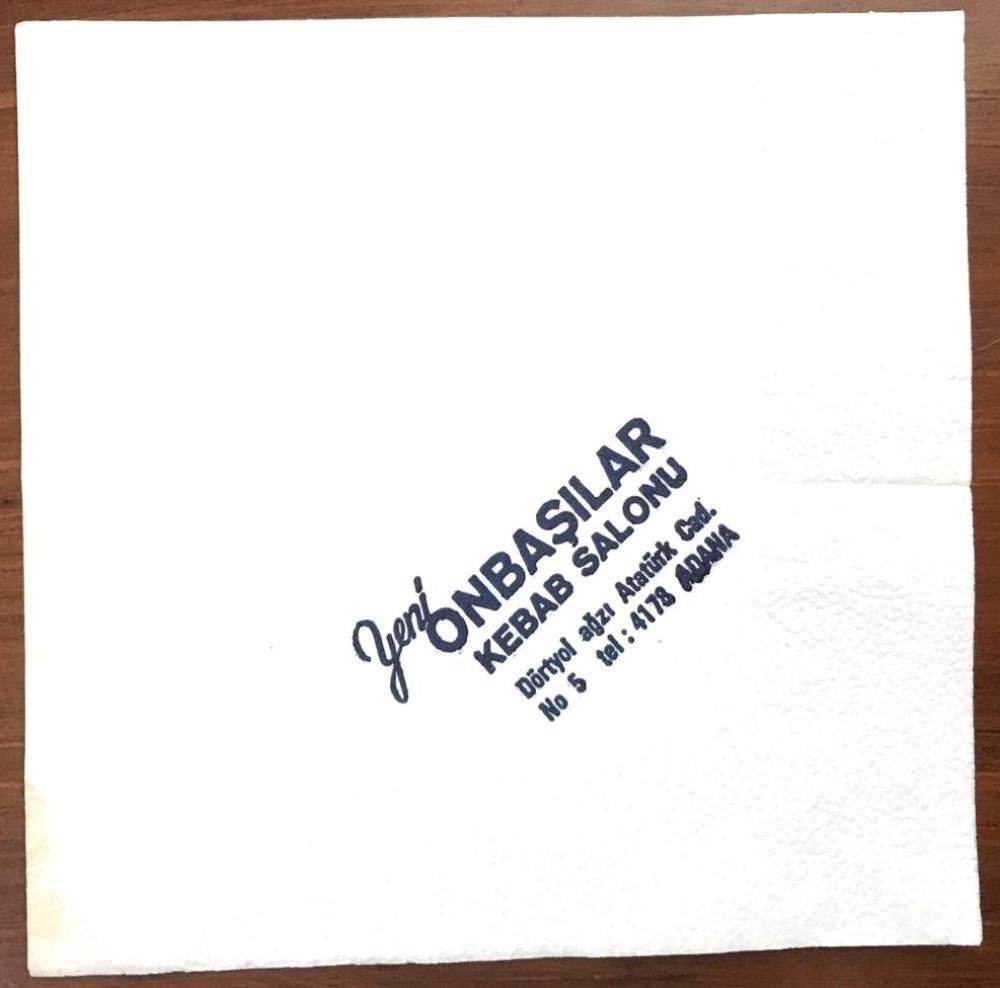 Yeni ONBAŞILAR
KEBAB SALONU
Dörtyol ağzı Atatürk Cad.
No 5 tel: 4178 ADANA